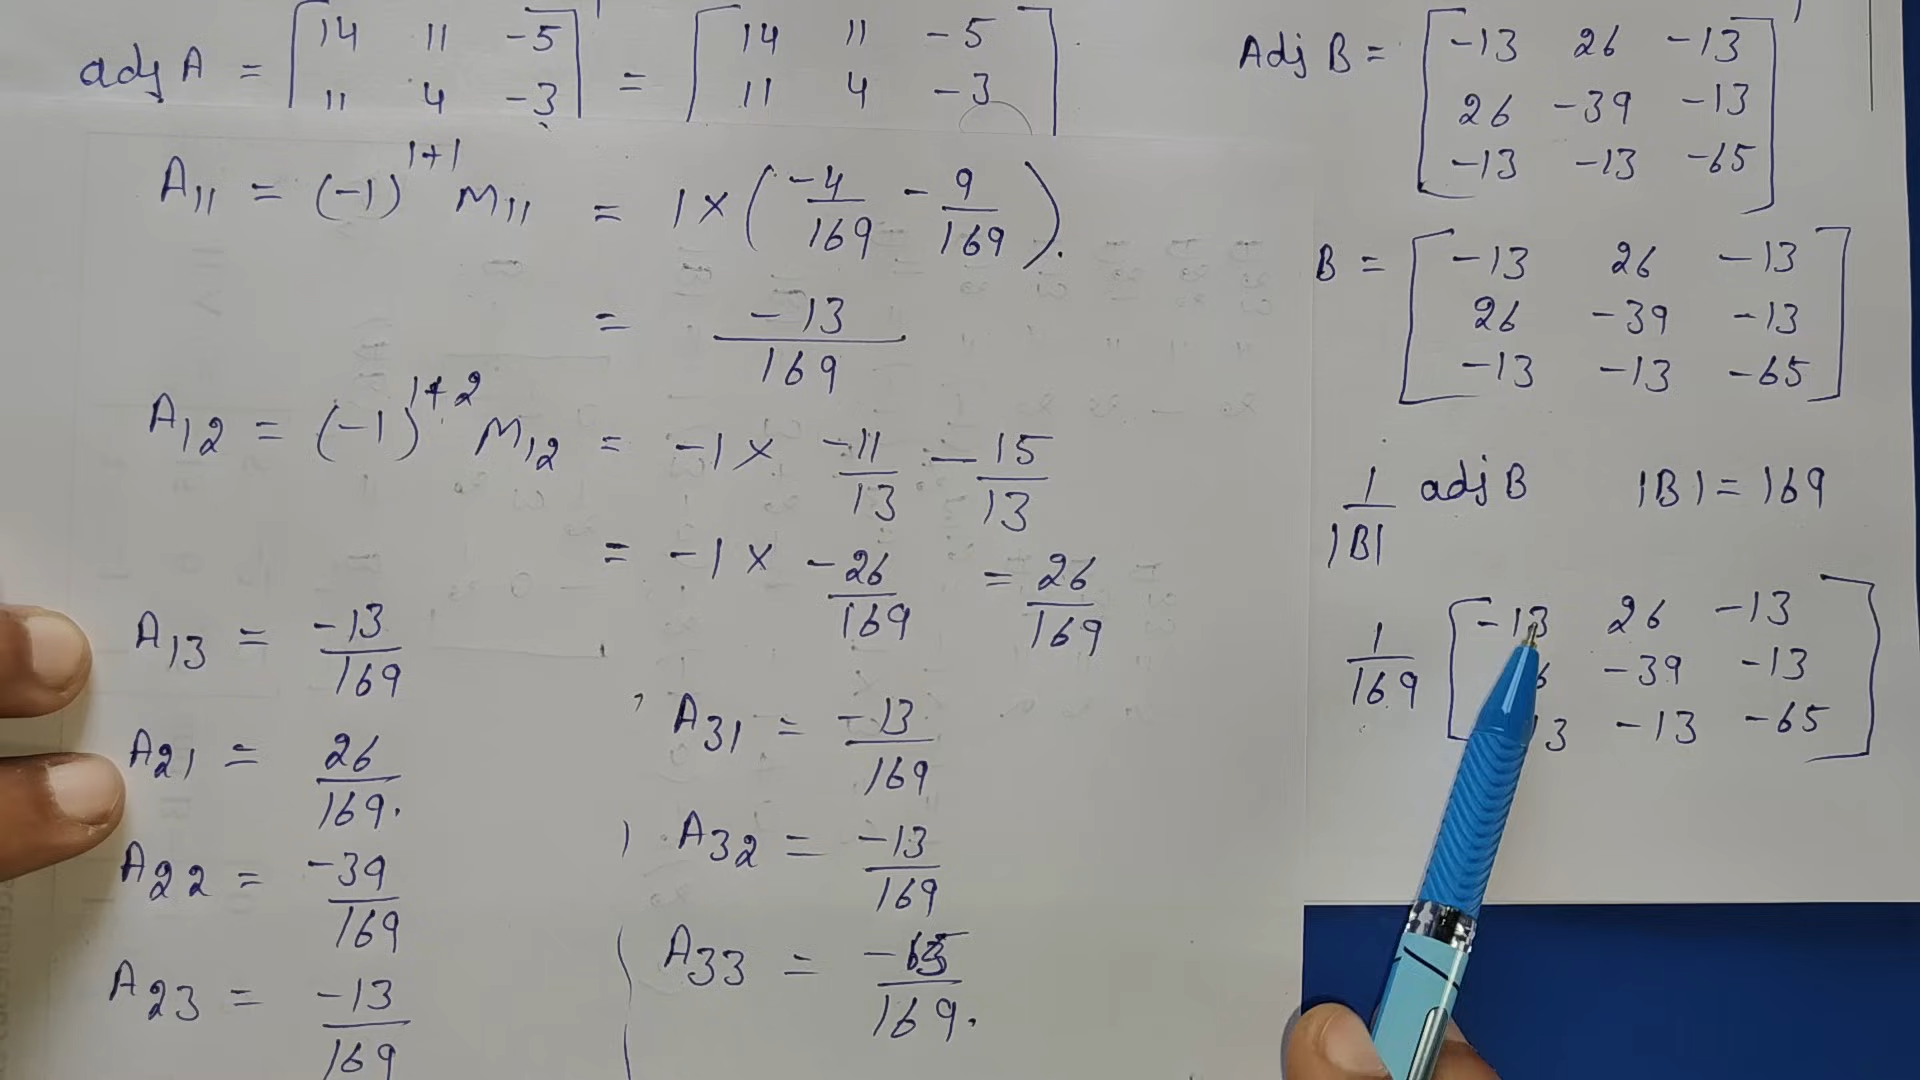 adj A = [14 11 -5 = [14 11 -5
11 4 -3] 11 4 -3]
A11 = (-1)^1+1 M11 = 1 × (-4/169 - 9/169).
= -13/169
A12 = (-1)^1+2 M12 = -1 × -11/13 - 15/13
= -1 × -26/169 = 26/169
A13 = -13/169
A21 = 26/169.
A22 = -39/169
A23 = -13/169
, A31 = -13/169
) A32 = -13/169
A33 = -65/169.
Adj B = [-13 26 -13
26 -39 -13
-13 -13 -65]
B = [-13 26 -13
26 -39 -13
-13 -13 -65]
1/|B| adj B |B| = 169
1/169 [-13 26 -13
6 -39 -13
13 -13 -65]